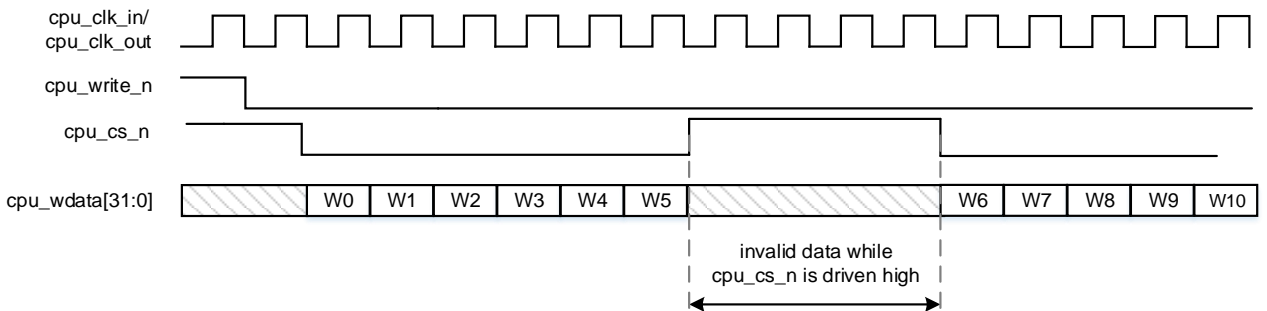 cpu_clk_in/
cpu_clk_out
cpu_write_n
cpu_cs_n
cpu_wdata[31:0] W0 W1 W2 W3 W4 W5 W6 W7 W8 W9 W10
invalid data while
cpu_cs_n is driven high